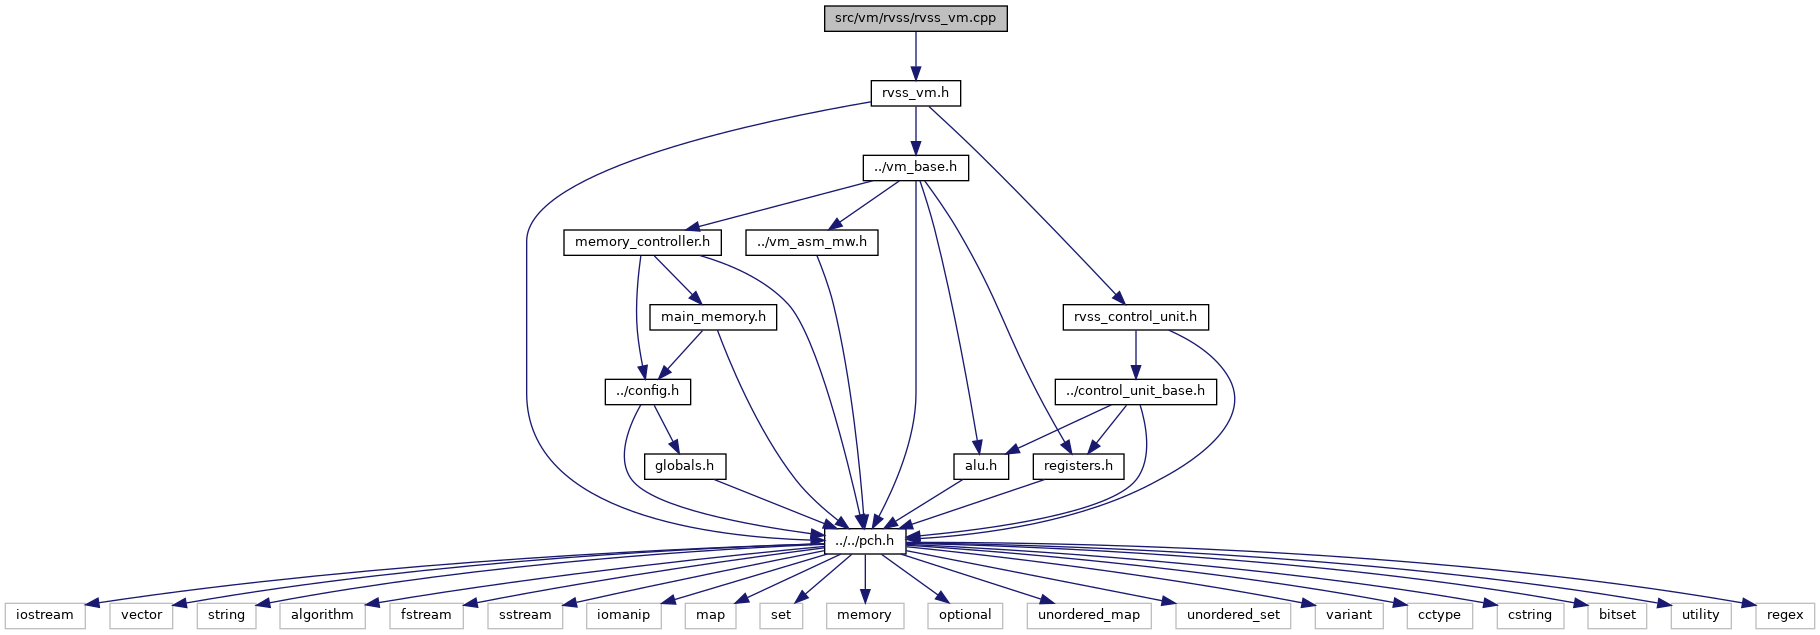 src/vm/rvss/rvss_vm.cpp
rvss_vm.h
../vm_base.h
memory_controller.h
../vm_asm_mw.h
main_memory.h
rvss_control_unit.h
../config.h
../control_unit_base.h
globals.h
alu.h
registers.h
../../pch.h
iostream
vector
string
algorithm
fstream
sstream
iomanip
map
set
memory
optional
unordered_map
unordered_set
variant
cctype
cstring
bitset
utility
regex